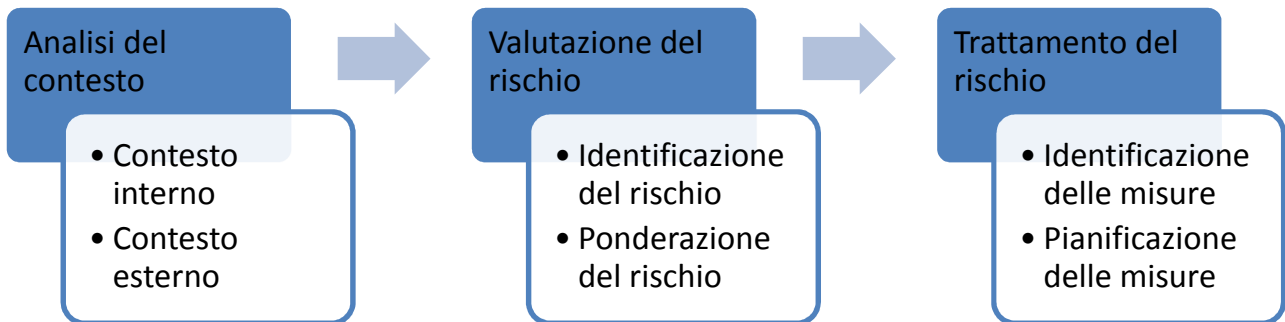 Analisi del
contesto
• Contesto
interno
• Contesto
esterno
Valutazione del
rischio
• Identificazione
del rischio
• Ponderazione
del rischio
Trattamento del
rischio
• Identificazione
delle misure
• Pianificazione
delle misure